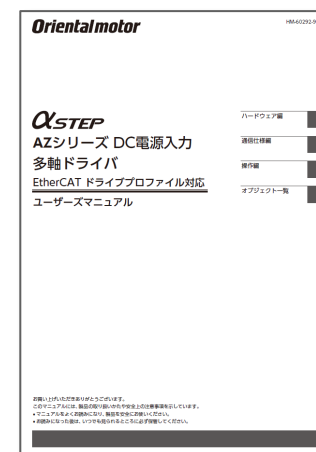 Orientalmotor
HM-60292-9
αSTEP
AZシリーズ DC電源入力
多軸ドライバ
EtherCAT ドライブプロファイル対応
ユーザーズマニュアル
ハードウェア編
通信仕様編
操作編
オブジェクト一覧
お買い上げいただきありがとうございます。
このマニュアルには、製品の取り扱いかたや安全上の注意事項を示しています。
• マニュアルをよくお読みになり、製品を安全にお使いください。
• お読みになった後は、いつでも見られるところに必ず保管してください。